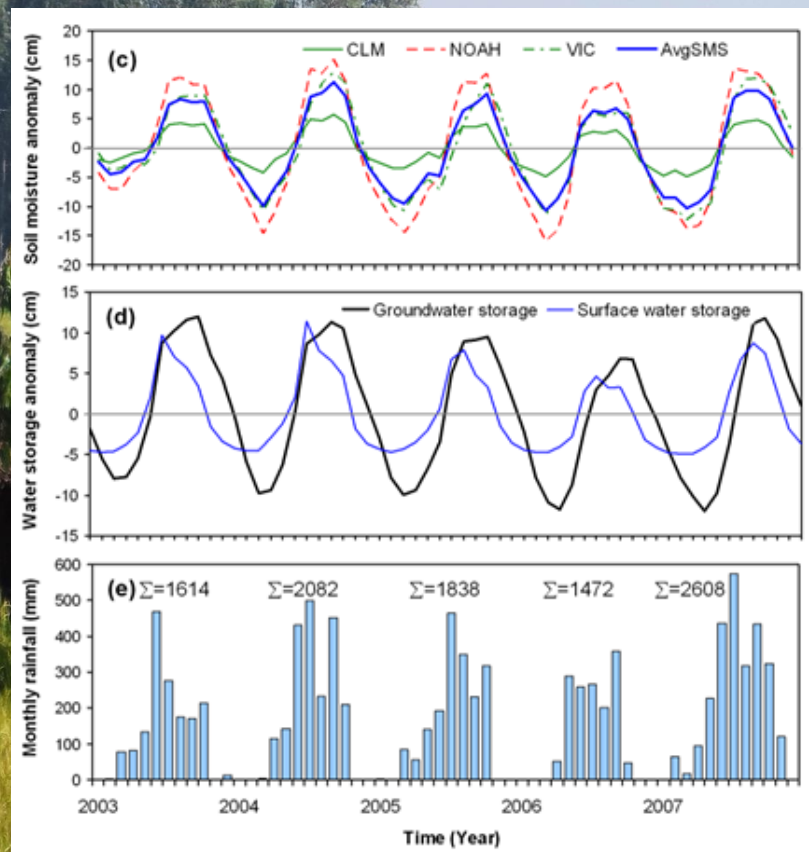 Soil moisture anomaly (cm)
20
15
10
5
0
-5
-10
-15
-20
(c)
CLM NOAH VIC AvgSMS
Water storage anomaly (cm)
15
10
5
0
-5
-10
-15
(d)
Groundwater storage Surface water storage
Monthly rainfall (mm)
600
500
400
300
200
100
0
(e) Σ=1614 Σ=2082 Σ=1838 Σ=1472 Σ=2608
2003 2004 2005 2006 2007
Time (Year)